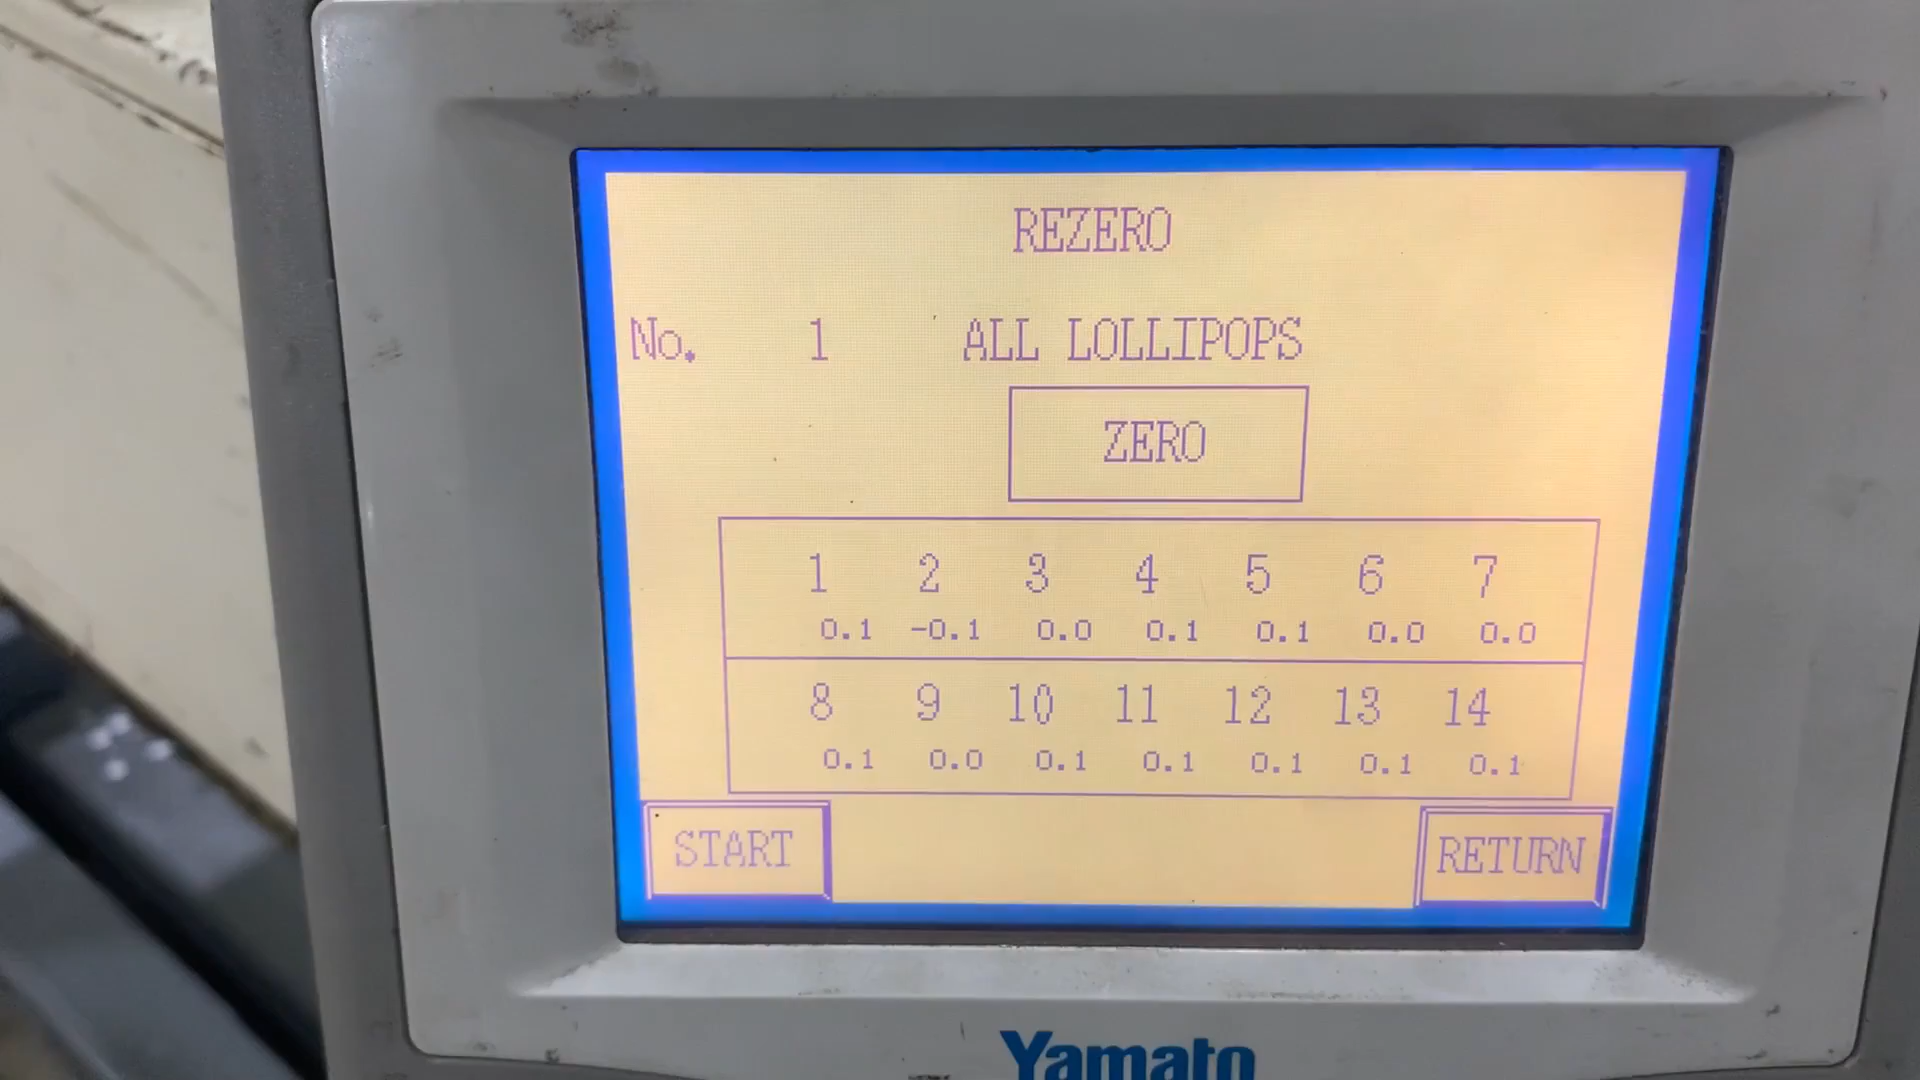 REZERO
No. 1 ALL LOLLIPOPS
ZERO
1 2 3 4 5 6 7
0.1 -0.1 0.0 0.1 0.1 0.0 0.0
8 9 10 11 12 13 14
0.1 0.0 0.1 0.1 0.1 0.1 0.1
START RETURN
Yamato